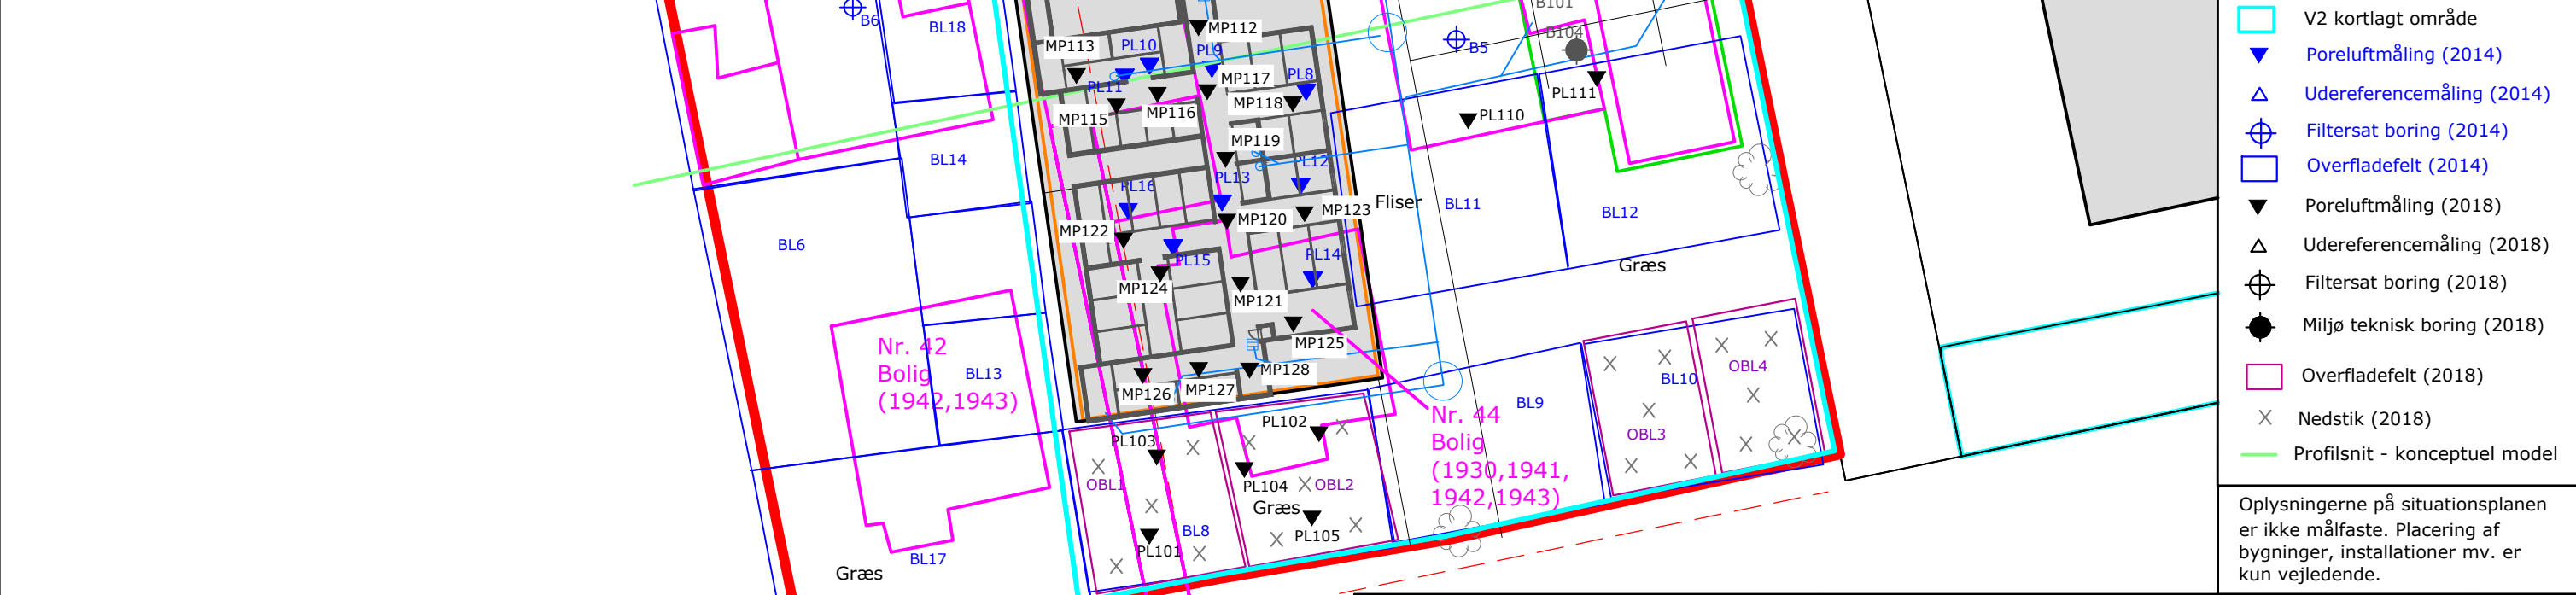 B6
BL18
BL14
BL6
Nr. 42
Bolig
(1942,1943)
BL13
BL17
Græs
MP113
PL10
MP112
PL9
PL11
MP117
PL8
MP118
MP115
MP116
MP119
PL12
PL16
PL13
MP122
MP120
MP123
PL15
PL14
MP124
MP121
MP125
MP126
MP127
MP128
Fliser
B101
B104
B5
PL111
PL110
BL11
BL12
Græs
PL103
PL102
OBL1
PL104
OBL2
Græs
BL8
PL105
PL101
Nr. 44
Bolig
(1930,1941,
1942,1943)
BL9
BL10
OBL4
OBL3
V2 kortlagt område
Poreluftmåling (2014)
Udereferencemåling (2014)
Filtersat boring (2014)
Overfladefelt (2014)
Poreluftmåling (2018)
Udereferencemåling (2018)
Filtersat boring (2018)
Miljø teknisk boring (2018)
Overfladefelt (2018)
Nedstik (2018)
Profilsnit - konceptuel model
Oplysningerne på situationsplanen
er ikke målfaste. Placering af
bygninger, installationer mv. er
kun vejledende.